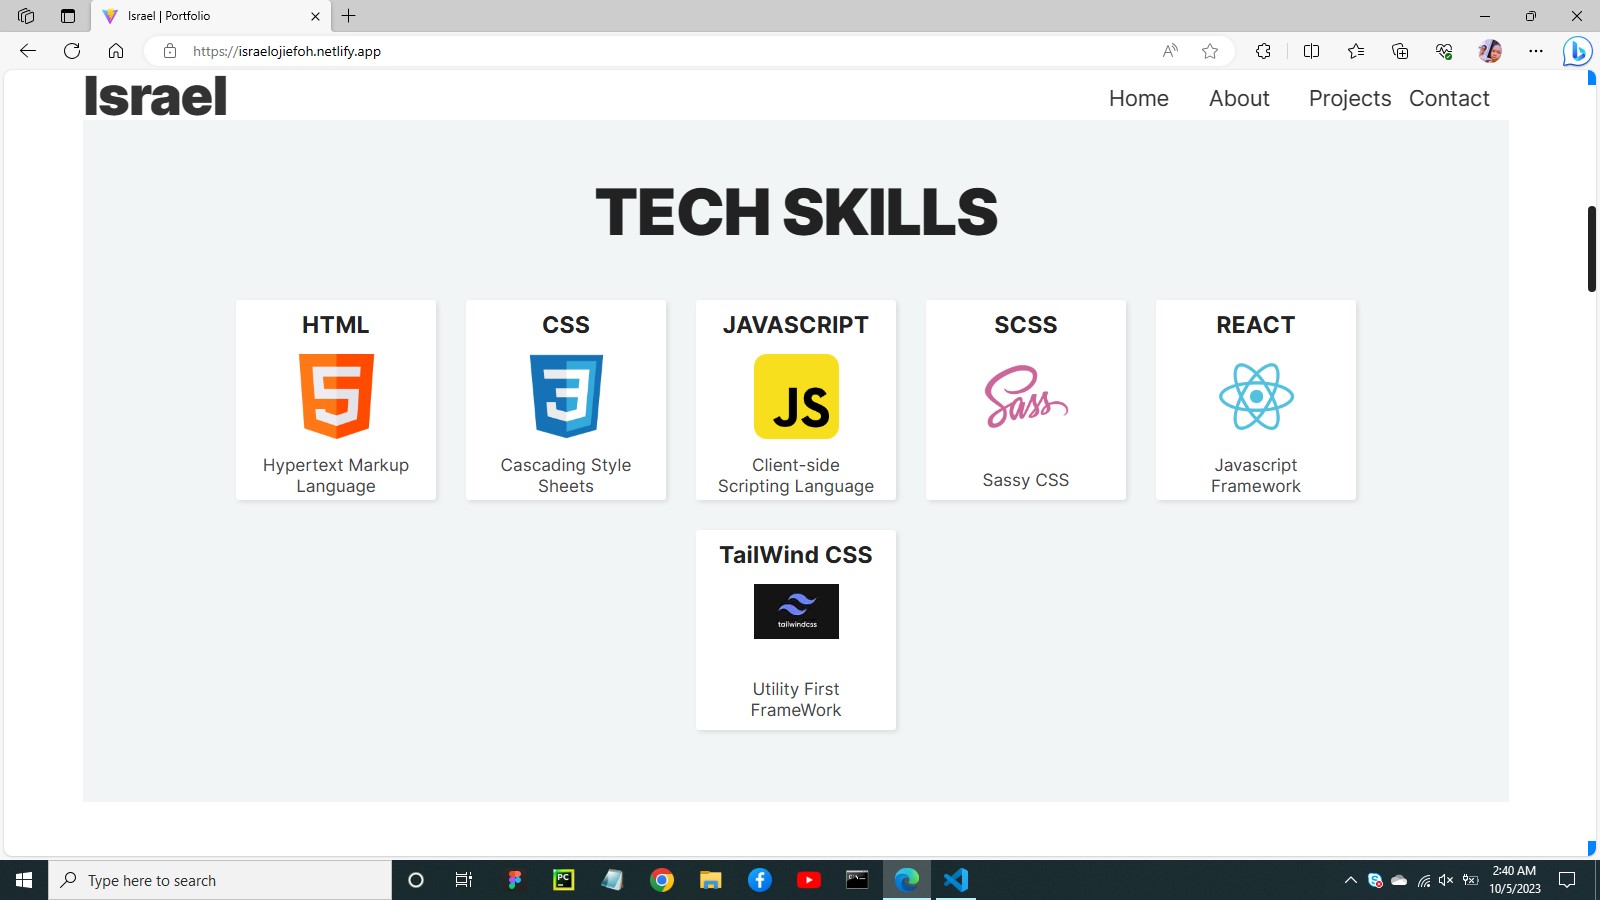 Israel | Portfolio
https://israelojiefoh.netlify.app
Israel
Home About Projects Contact
TECH SKILLS
HTML
5
Hypertext Markup
Language
CSS
3
Cascading Style
Sheets
JAVASCRIPT
JS
Client-side
Scripting Language
SCSS
Sass
Sassy CSS
REACT
Javascript
Framework
TailWind CSS
tailwindcss
Utility First
FrameWork
Type here to search
PC
2:40 AM
10/5/2023